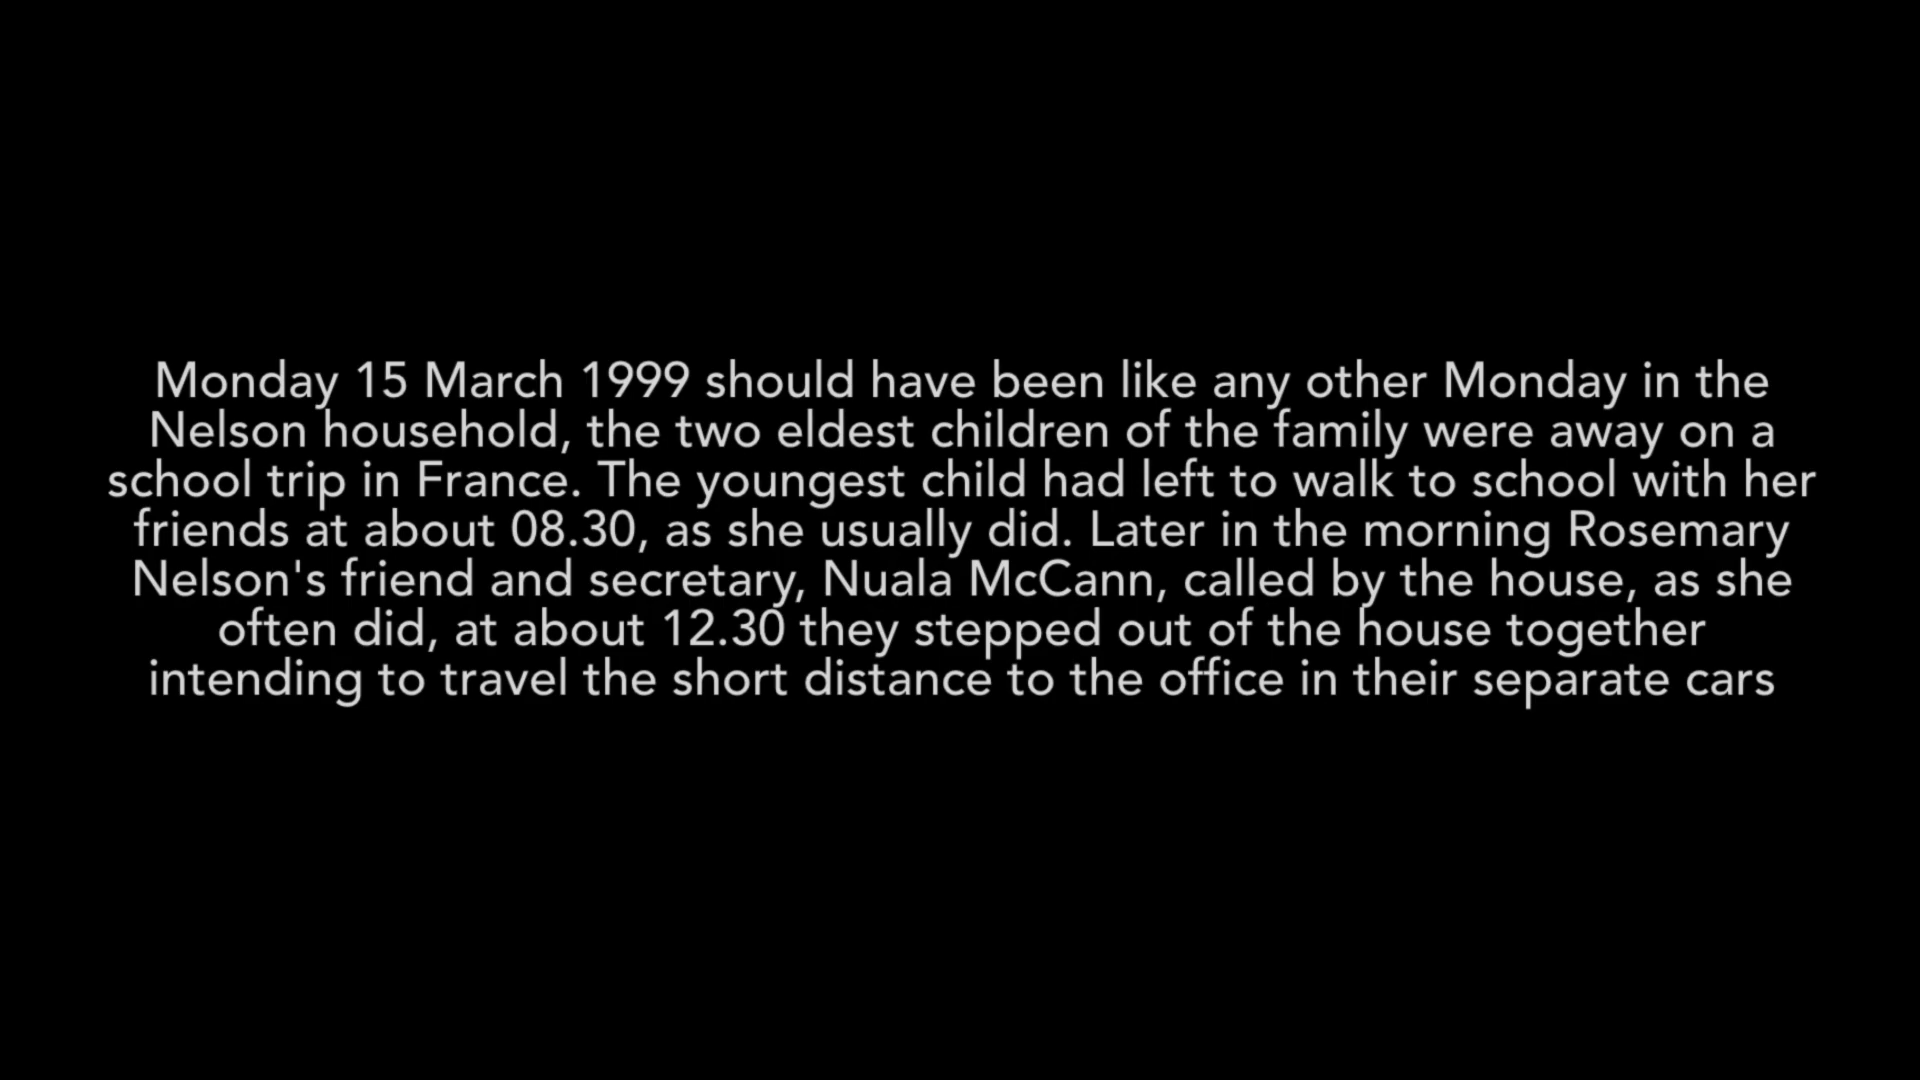 Monday 15 March 1999 should have been like any other Monday in the
Nelson household, the two eldest children of the family were away on a
school trip in France. The youngest child had left to walk to school with her
friends at about 08.30, as she usually did. Later in the morning Rosemary
Nelson's friend and secretary, Nuala McCann, called by the house, as she
often did, at about 12.30 they stepped out of the house together
intending to travel the short distance to the office in their separate cars